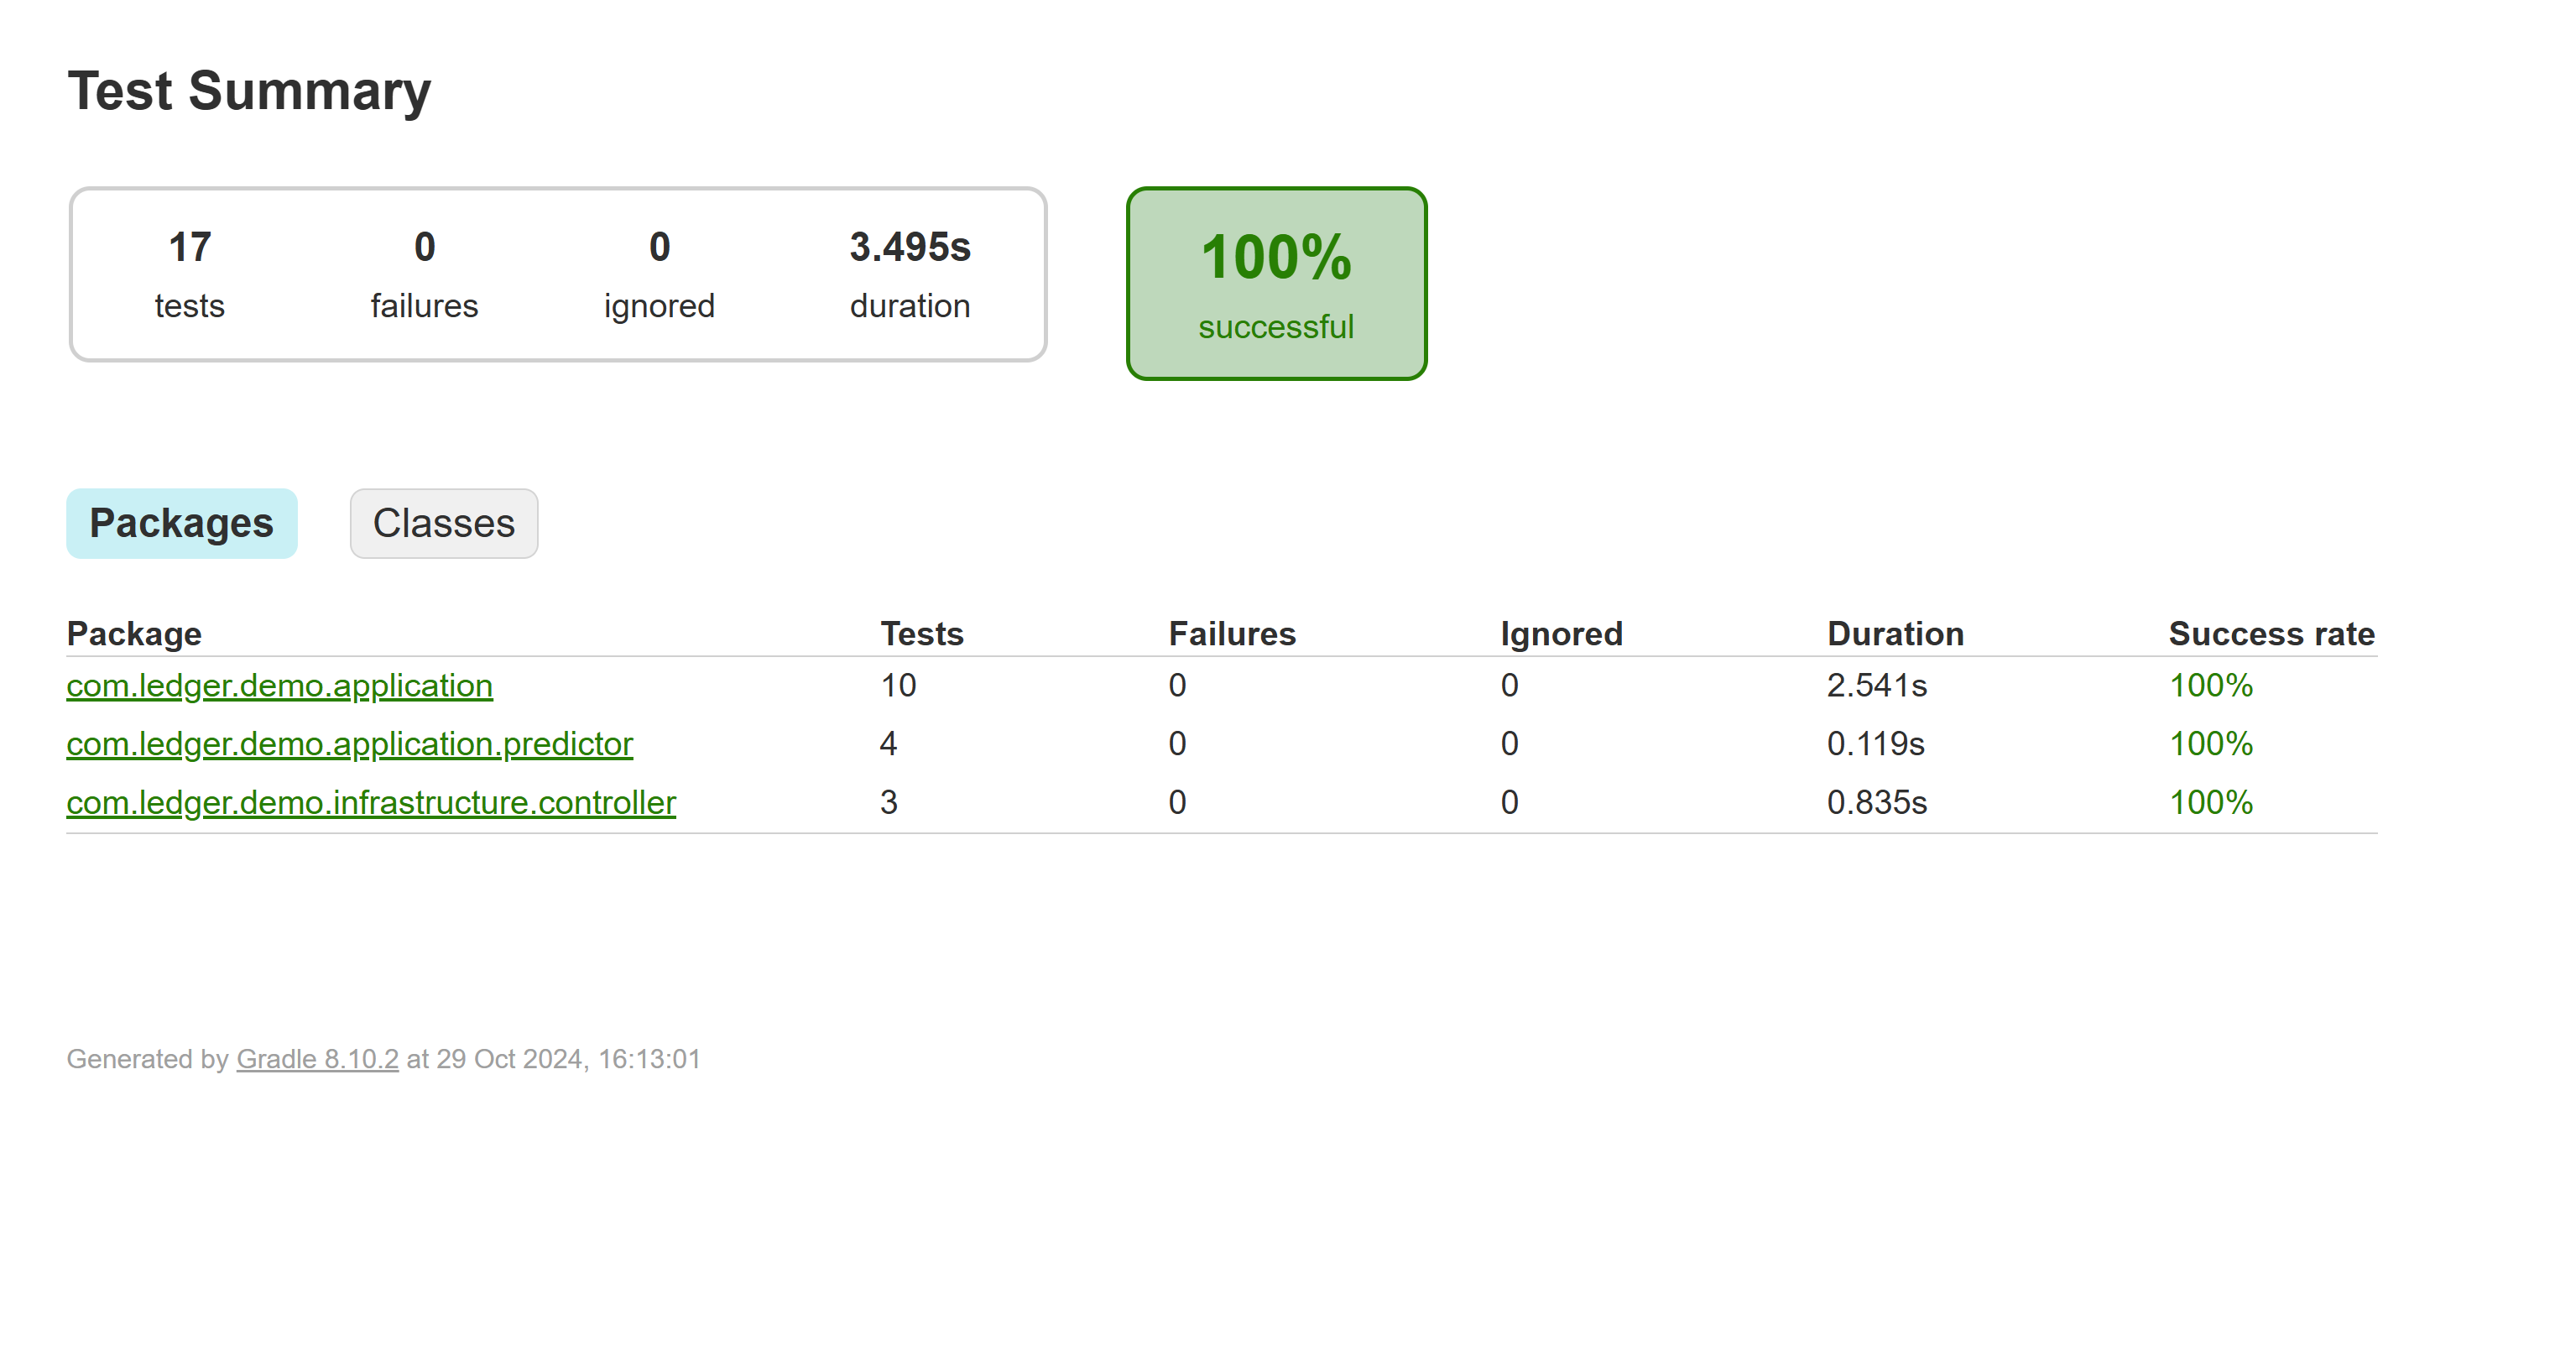 Test Summary
17 0 0 3.495s
tests failures ignored duration
100%
successful
Packages Classes
Package Tests Failures Ignored Duration Success rate
com.ledger.demo.application 10 0 0 2.541s 100%
com.ledger.demo.application.predictor 4 0 0 0.119s 100%
com.ledger.demo.infrastructure.controller 3 0 0 0.835s 100%
Generated by Gradle 8.10.2 at 29 Oct 2024, 16:13:01